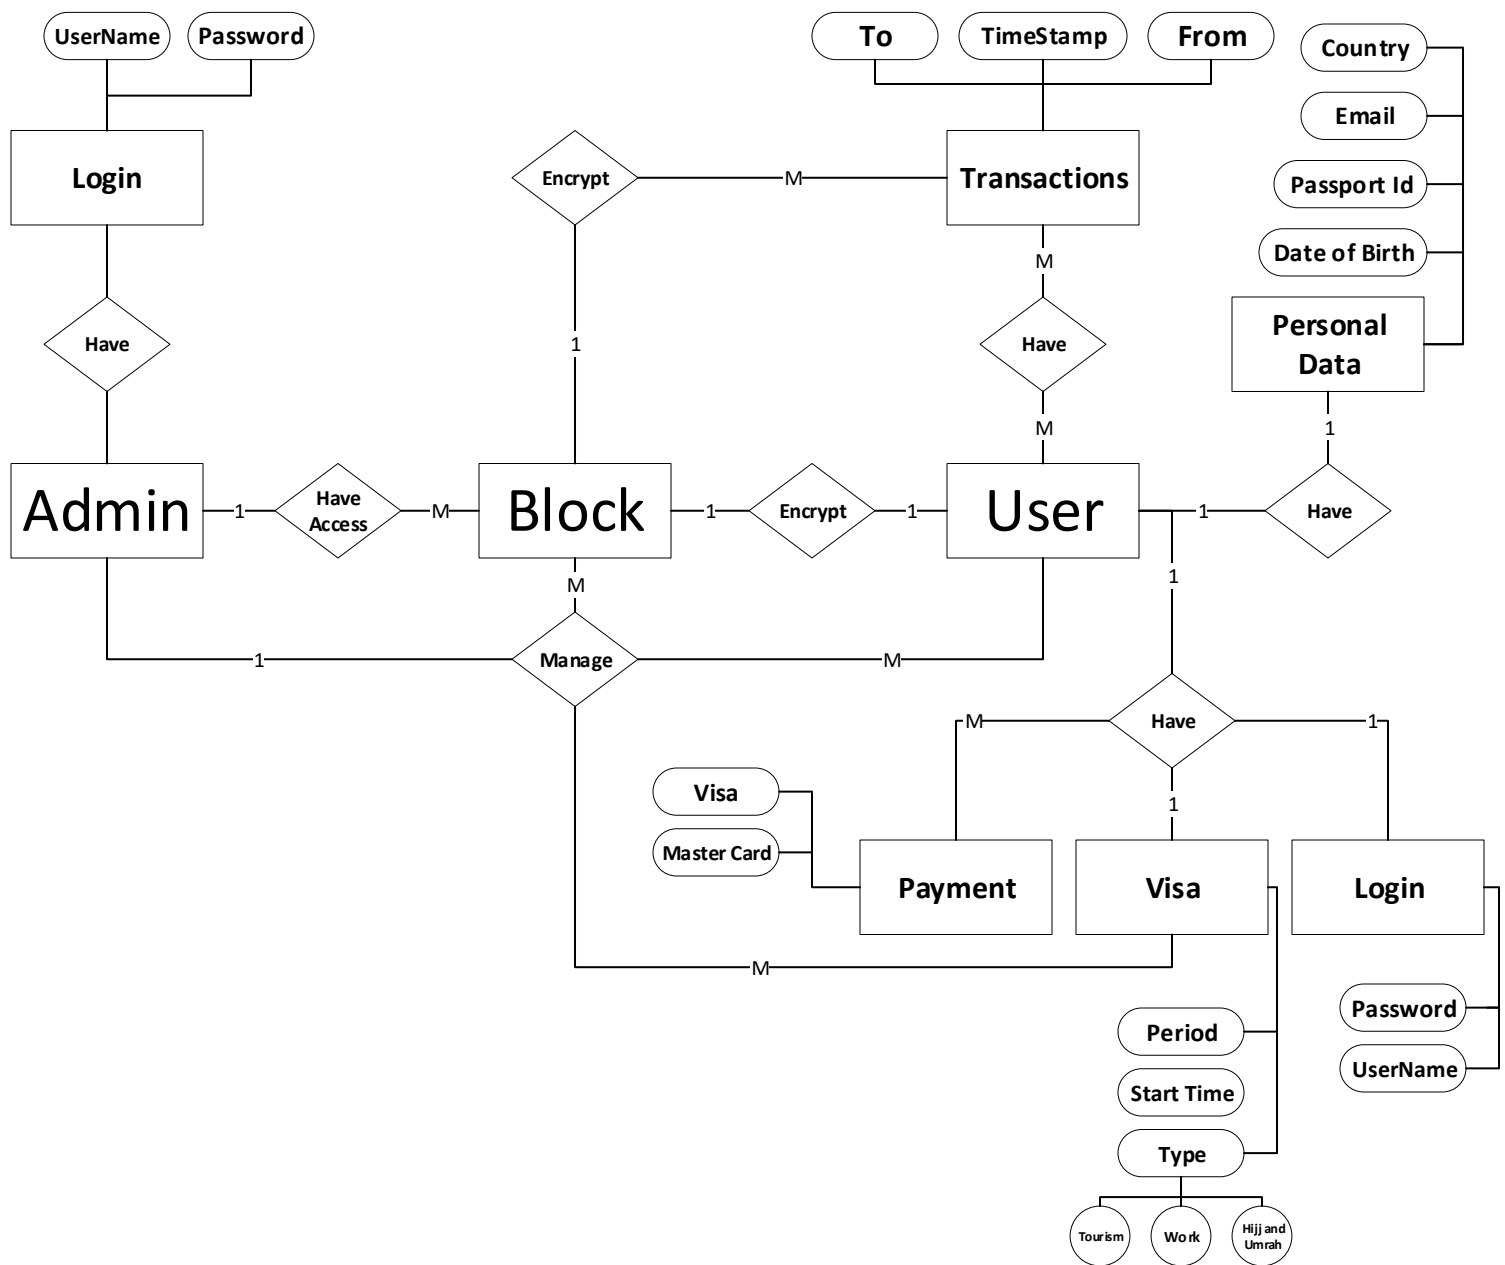 UserName
Password
To
TimeStamp
From
Country
Email
Passport Id
Date of Birth
Login
Encrypt
M
Transactions
M
Have
1
Have
Personal
Data
M
1
Admin
1
Have
Access
M
Block
1
Encrypt
1
User
1
Have
M
1
1
Manage
M
M
Have
1
Visa
Master Card
1
Payment
Visa
Login
M
Password
UserName
Period
Start Time
Type
Tourism
Work
Hijj and
Umrah